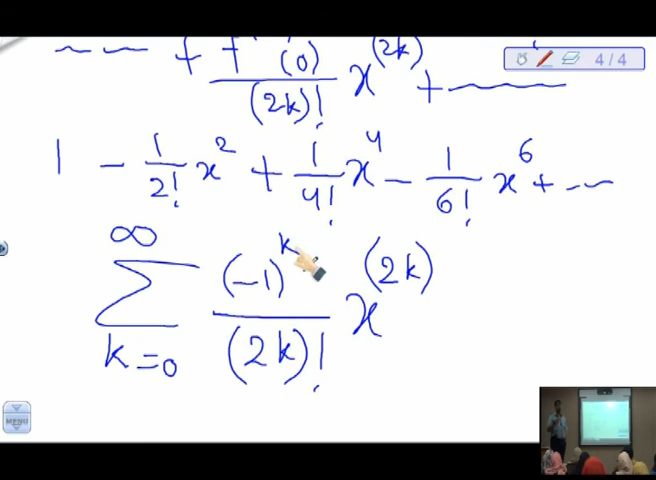 + f (0) / (2k)! x^(2k) + 4/4
1 - 1/2! x^2 + 1/4! x^4 - 1/6! x^6 + ---
∞ ∑ k=0 (-1)^k / (2k)! x^(2k)
MENU